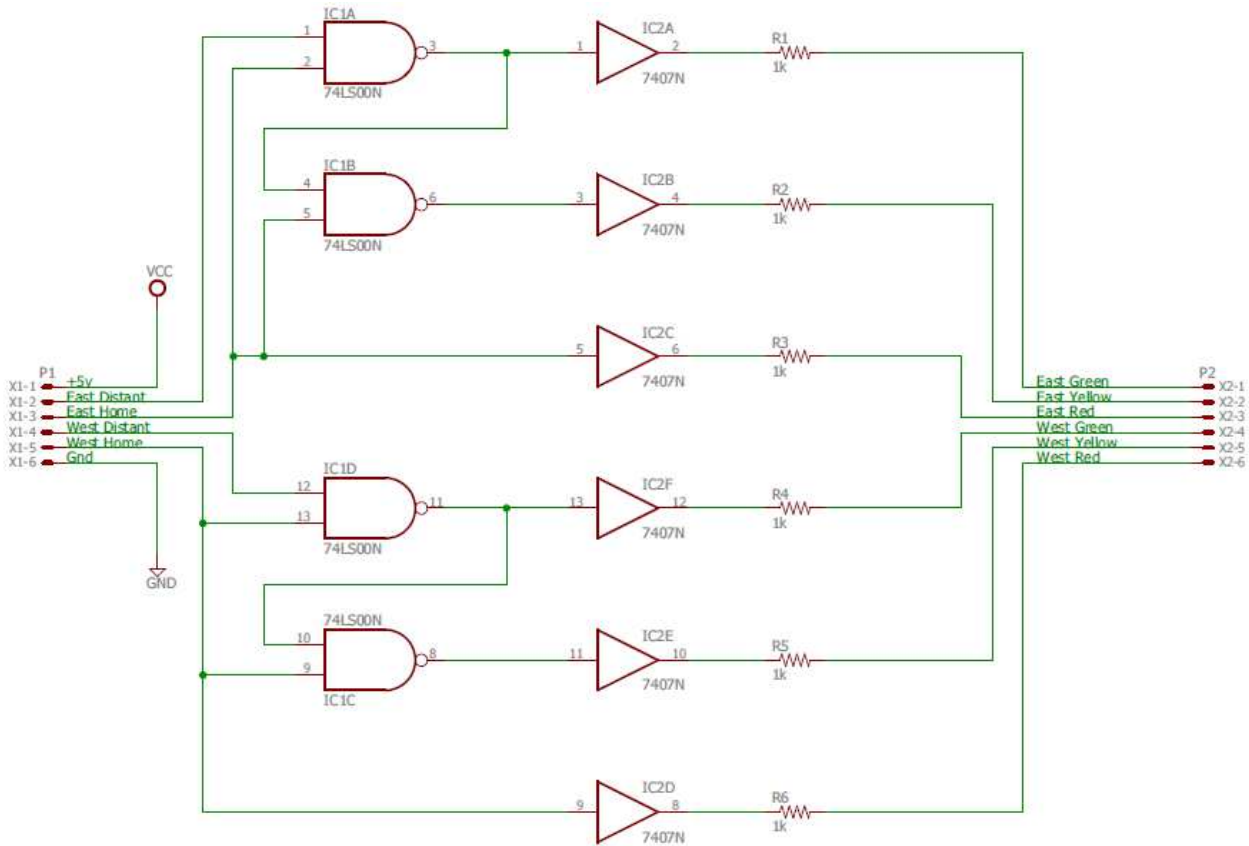 IC1A
1
2
3
74LS00N
IC2A
1
2
7407N
R1
1k
IC1B
4
5
6
74LS00N
IC2B
3
4
7407N
R2
1k
VCC
IC2C
5
6
7407N
R3
1k
P1
X1-1 +5v
X1-2 East Distant
X1-3 East Home
X1-4 West Distant
X1-5 West Home
X1-6 Gnd
P2
East Green X2-1
East Yellow X2-2
East Red X2-3
West Green X2-4
West Yellow X2-5
West Red X2-6
GND
IC1D
12
13
11
74LS00N
IC2F
13
12
7407N
R4
1k
74LS00N
10
9
8
IC1C
IC2E
11
10
7407N
R5
1k
IC2D
9
8
7407N
R6
1k